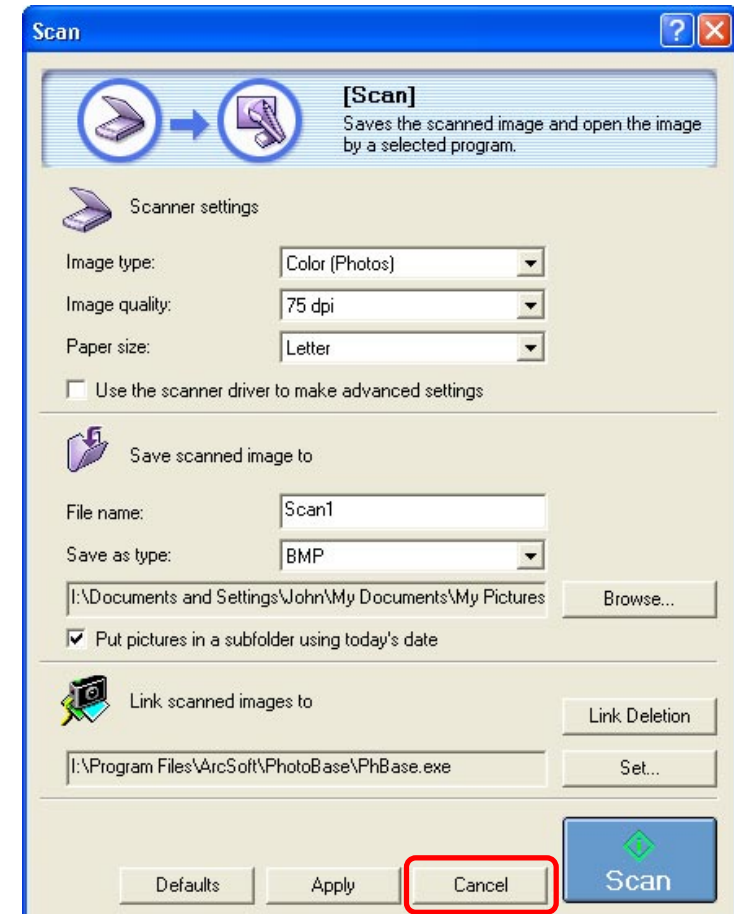 Scan
?
[Scan]
Saves the scanned image and open the image
by a selected program.
Scanner settings
Image type:
Color (Photos)
Image quality:
75 dpi
Paper size:
Letter
Use the scanner driver to make advanced settings
Save scanned image to
File name:
Scan1
Save as type:
BMP
I:\Documents and Settings\John\My Documents\My Pictures
Browse...
Put pictures in a subfolder using today's date
Link scanned images to
Link Deletion
I:\Program Files\ArcSoft\PhotoBase\PhBase.exe
Set...
Defaults
Apply
Cancel
Scan